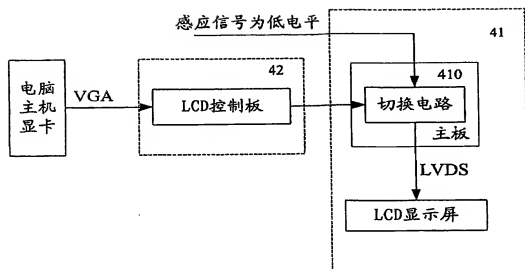 感应信号为低电平
41
42
410
电脑
主机
显卡
VGA
LCD控制板
切换电路
主板
LVDS
LCD显示屏